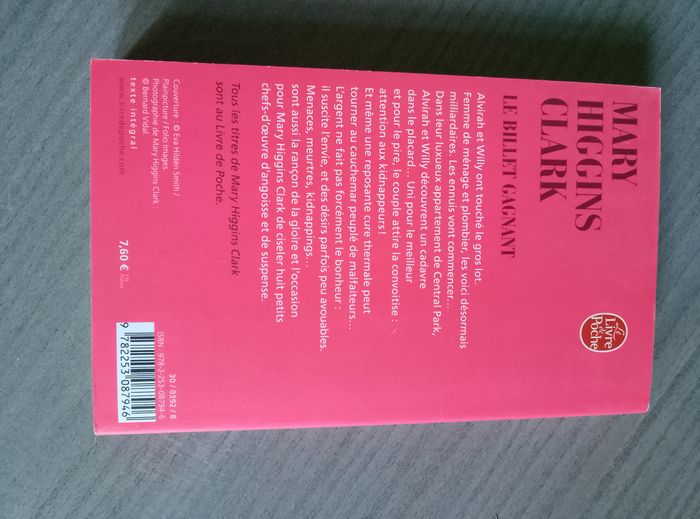 MARY
HIGGINS
CLARK
LE BILLET GAGNANT
Alvirah et Willy ont touché le gros lot.
Femme de ménage et plombier, les voici désormais
milliardaires. Les ennuis vont commencer…
Dans leur luxueux appartement de Central Park,
Alvirah et Willy découvrent un cadavre
dans le placard… Uni pour le meilleur
et pour le pire, le couple attire la convoitise :
attention aux kidnappeurs !
Et même une reposante cure thermale peut
tourner au cauchemar peuplé de malfaiteurs…
L'argent ne fait pas forcément le bonheur :
il suscite l'envie, et des désirs parfois peu avouables.
Menaces, meurtres, kidnappings…
sont aussi la rançon de la gloire et l'occasion
pour Mary Higgins Clark de ciseler huit petits
chefs-d'œuvre d'angoisse et de suspense.
Tous les titres de Mary Higgins Clark
sont au Livre de Poche.
Couverture : © Eva Hilden Smith /
Plainpicture / Folio Images.
Photographie de Mary Higgins Clark :
© Bernard Vidal.
texte intégral
www.livredepoche.com
Le
Livre
de
Poche
7,60 €
30 / 0392 / 8
ISBN : 978-2-253-08794-6
9 782253 087946